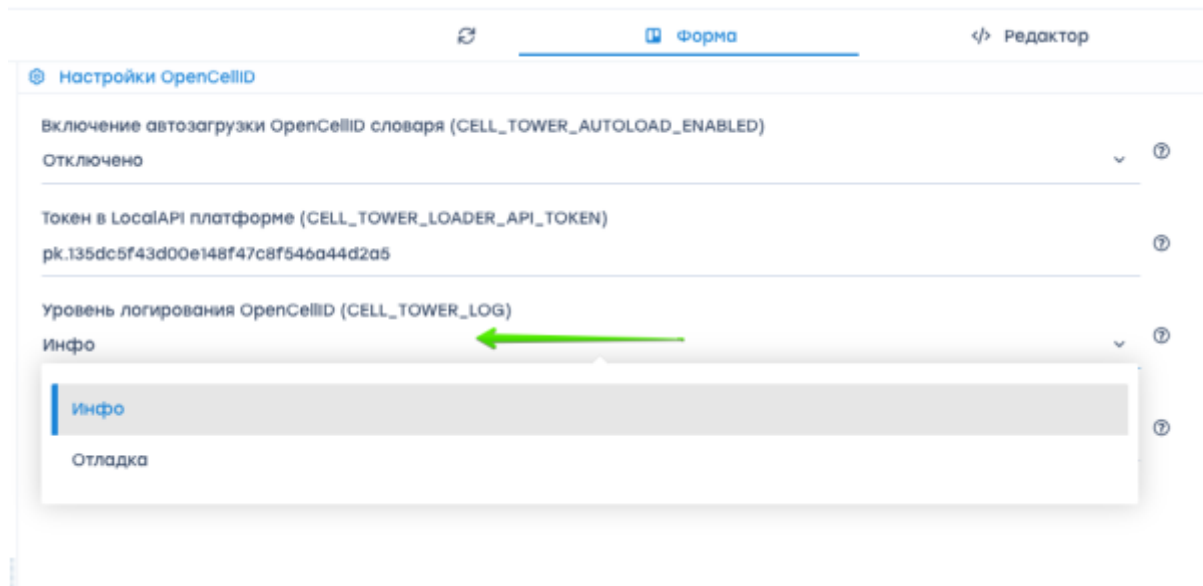 Форма
</> Редактор
Настройки OpenCellID
Включение автозагрузки OpenCellID словаря (CELL_TOWER_AUTOLOAD_ENABLED)
Отключено
Токен в LocalAPI платформе (CELL_TOWER_LOADER_API_TOKEN)
pk.135dc5f43d00e148f47c8f546a44d2a5
Уровень логирования OpenCellID (CELL_TOWER_LOG)
Инфо
Инфо
Отладка